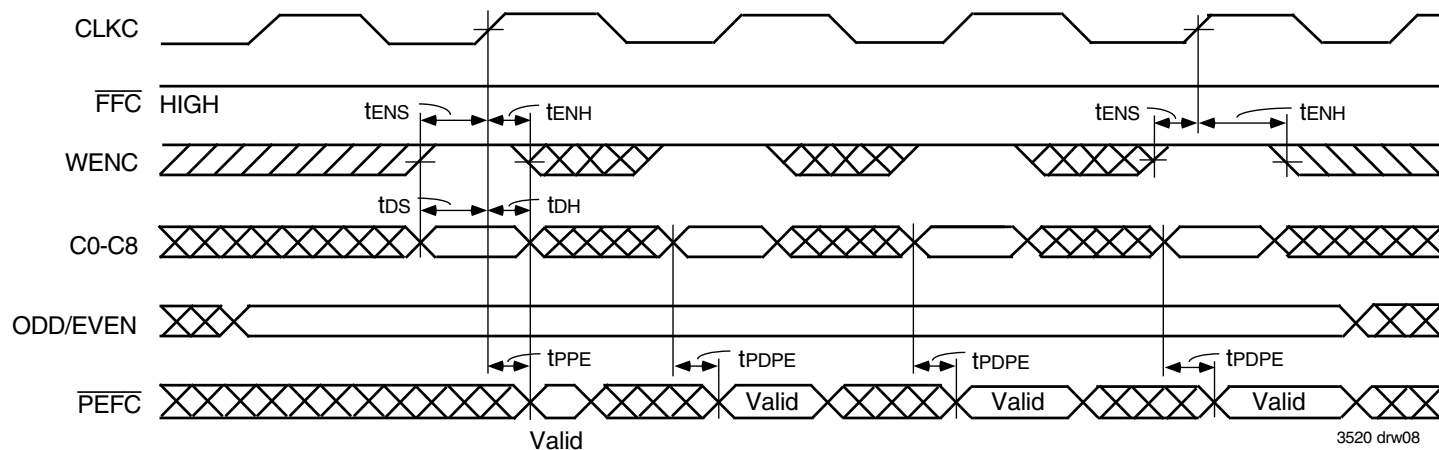 CLKC
FFC HIGH
tENS tENH tENS tENH
WENC
tDS tDH
C0-C8
ODD/EVEN
tPPE tPDPE tPDPE tPDPE
PEFC Valid Valid Valid
Valid
3520 drw08